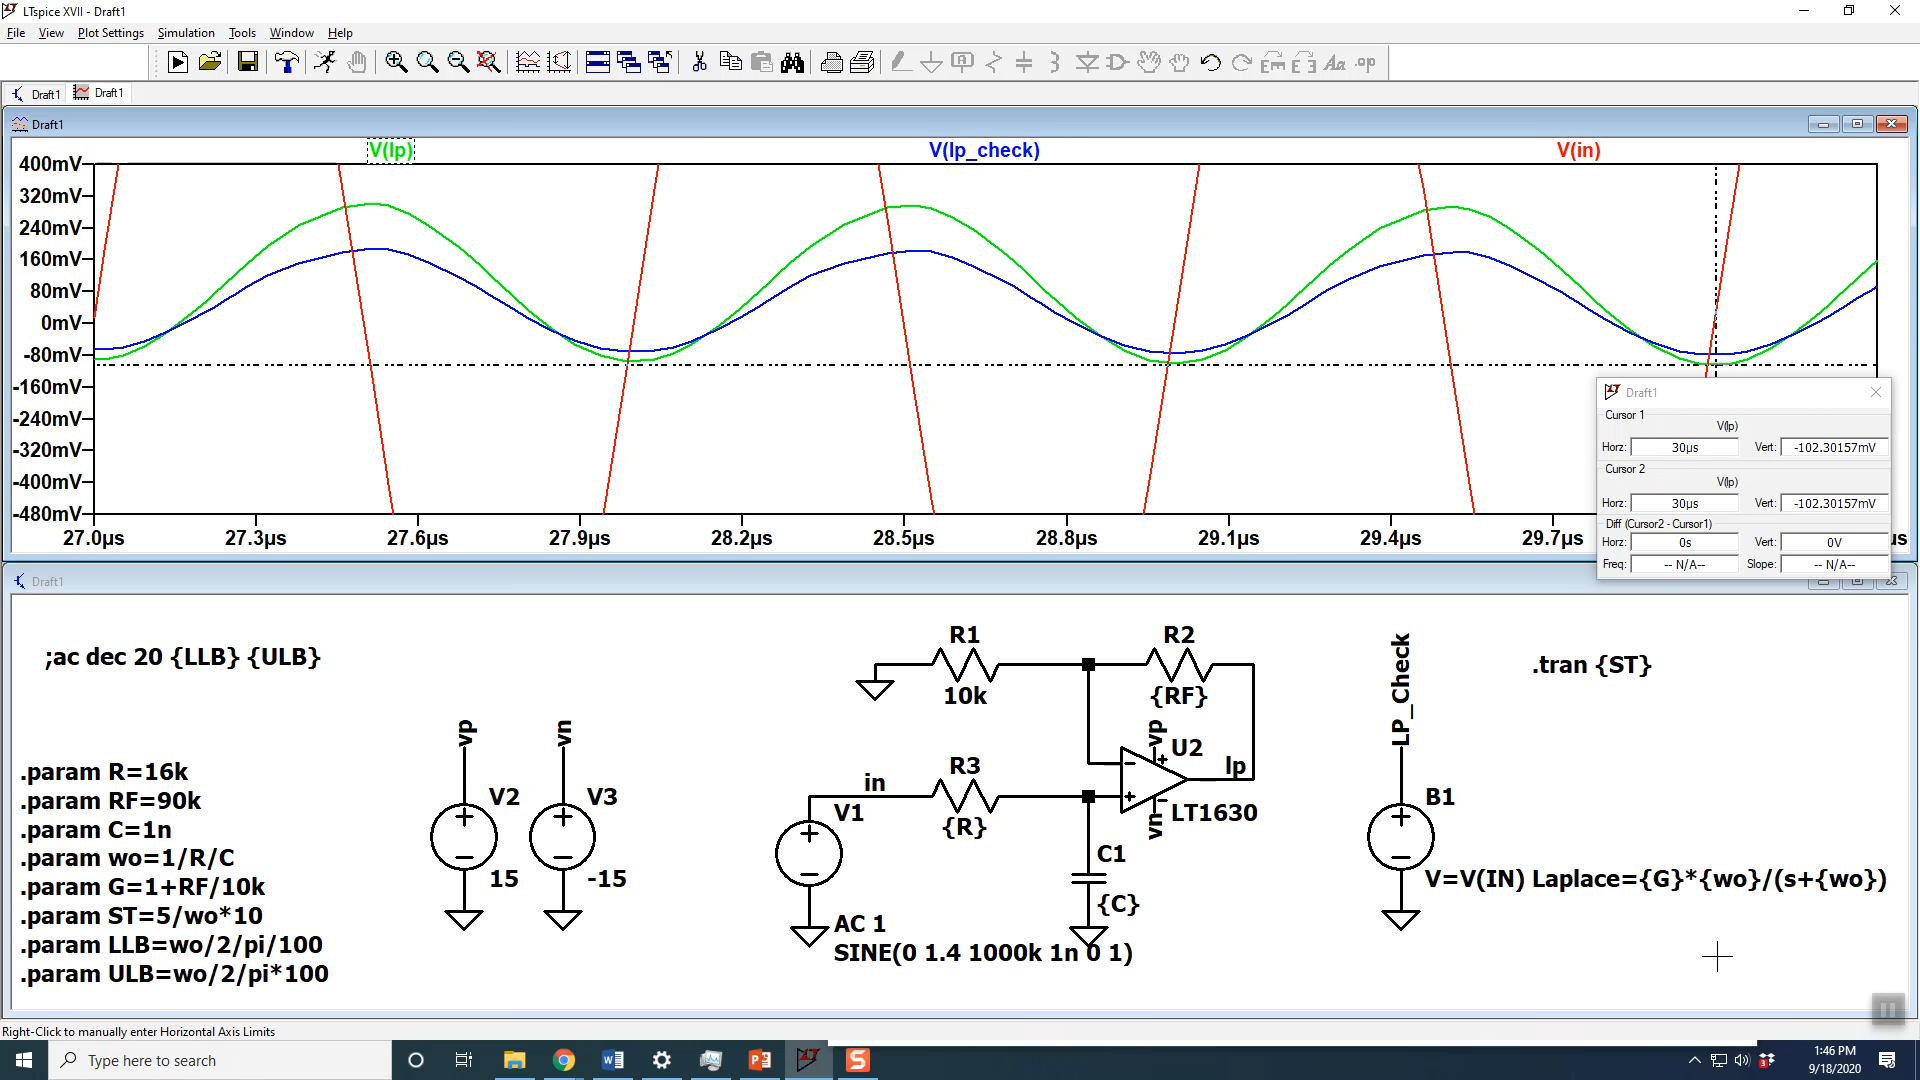 LTspice XVII - Draft1
File View Plot Settings Simulation Tools Window Help
Draft1 Draft1
Draft1
V(lp) V(lp_check) V(in)
400mV
320mV
240mV
160mV
80mV
0mV
-80mV
-160mV
-240mV
-320mV
-400mV
-480mV
27.0µs 27.3µs 27.6µs 27.9µs 28.2µs 28.5µs 28.8µs 29.1µs 29.4µs 29.7µs µs
Draft1
Cursor 1
V(lp)
Horz: 30µs Vert: -102.30157mV
Cursor 2
V(lp)
Horz: 30µs Vert: -102.30157mV
Diff (Cursor2 - Cursor1)
Horz: 0s Vert: 0V
Freq: -- N/A-- Slope: -- N/A--
Draft1
;ac dec 20 {LLB} {ULB}
.param R=16k
.param RF=90k
.param C=1n
.param wo=1/R/C
.param G=1+RF/10k
.param ST=5/wo*10
.param LLB=wo/2/pi/100
.param ULB=wo/2/pi*100
vp
V2
15
vn
V3
-15
R1
10k
R2
{RF}
vp
U2
lp
LT1630
vn
in
R3
{R}
V1
C1
{C}
AC 1
SINE(0 1.4 1000k 1n 0 1)
LP_Check
B1
V=V(IN) Laplace={G}*{wo}/(s+{wo})
.tran {ST}
Right-Click to manually enter Horizontal Axis Limits
Type here to search
1:46 PM
9/18/2020